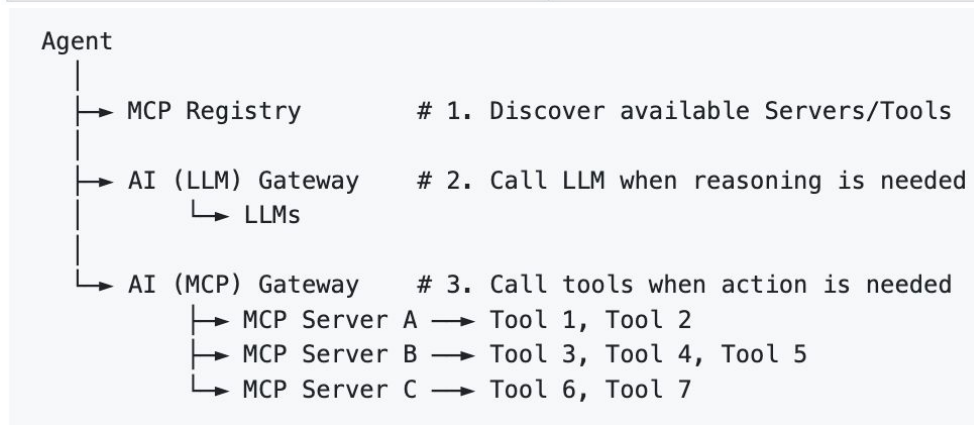 Agent
MCP Registry # 1. Discover available Servers/Tools
AI (LLM) Gateway # 2. Call LLM when reasoning is needed
LLMs
AI (MCP) Gateway # 3. Call tools when action is needed
MCP Server A → Tool 1, Tool 2
MCP Server B → Tool 3, Tool 4, Tool 5
MCP Server C → Tool 6, Tool 7